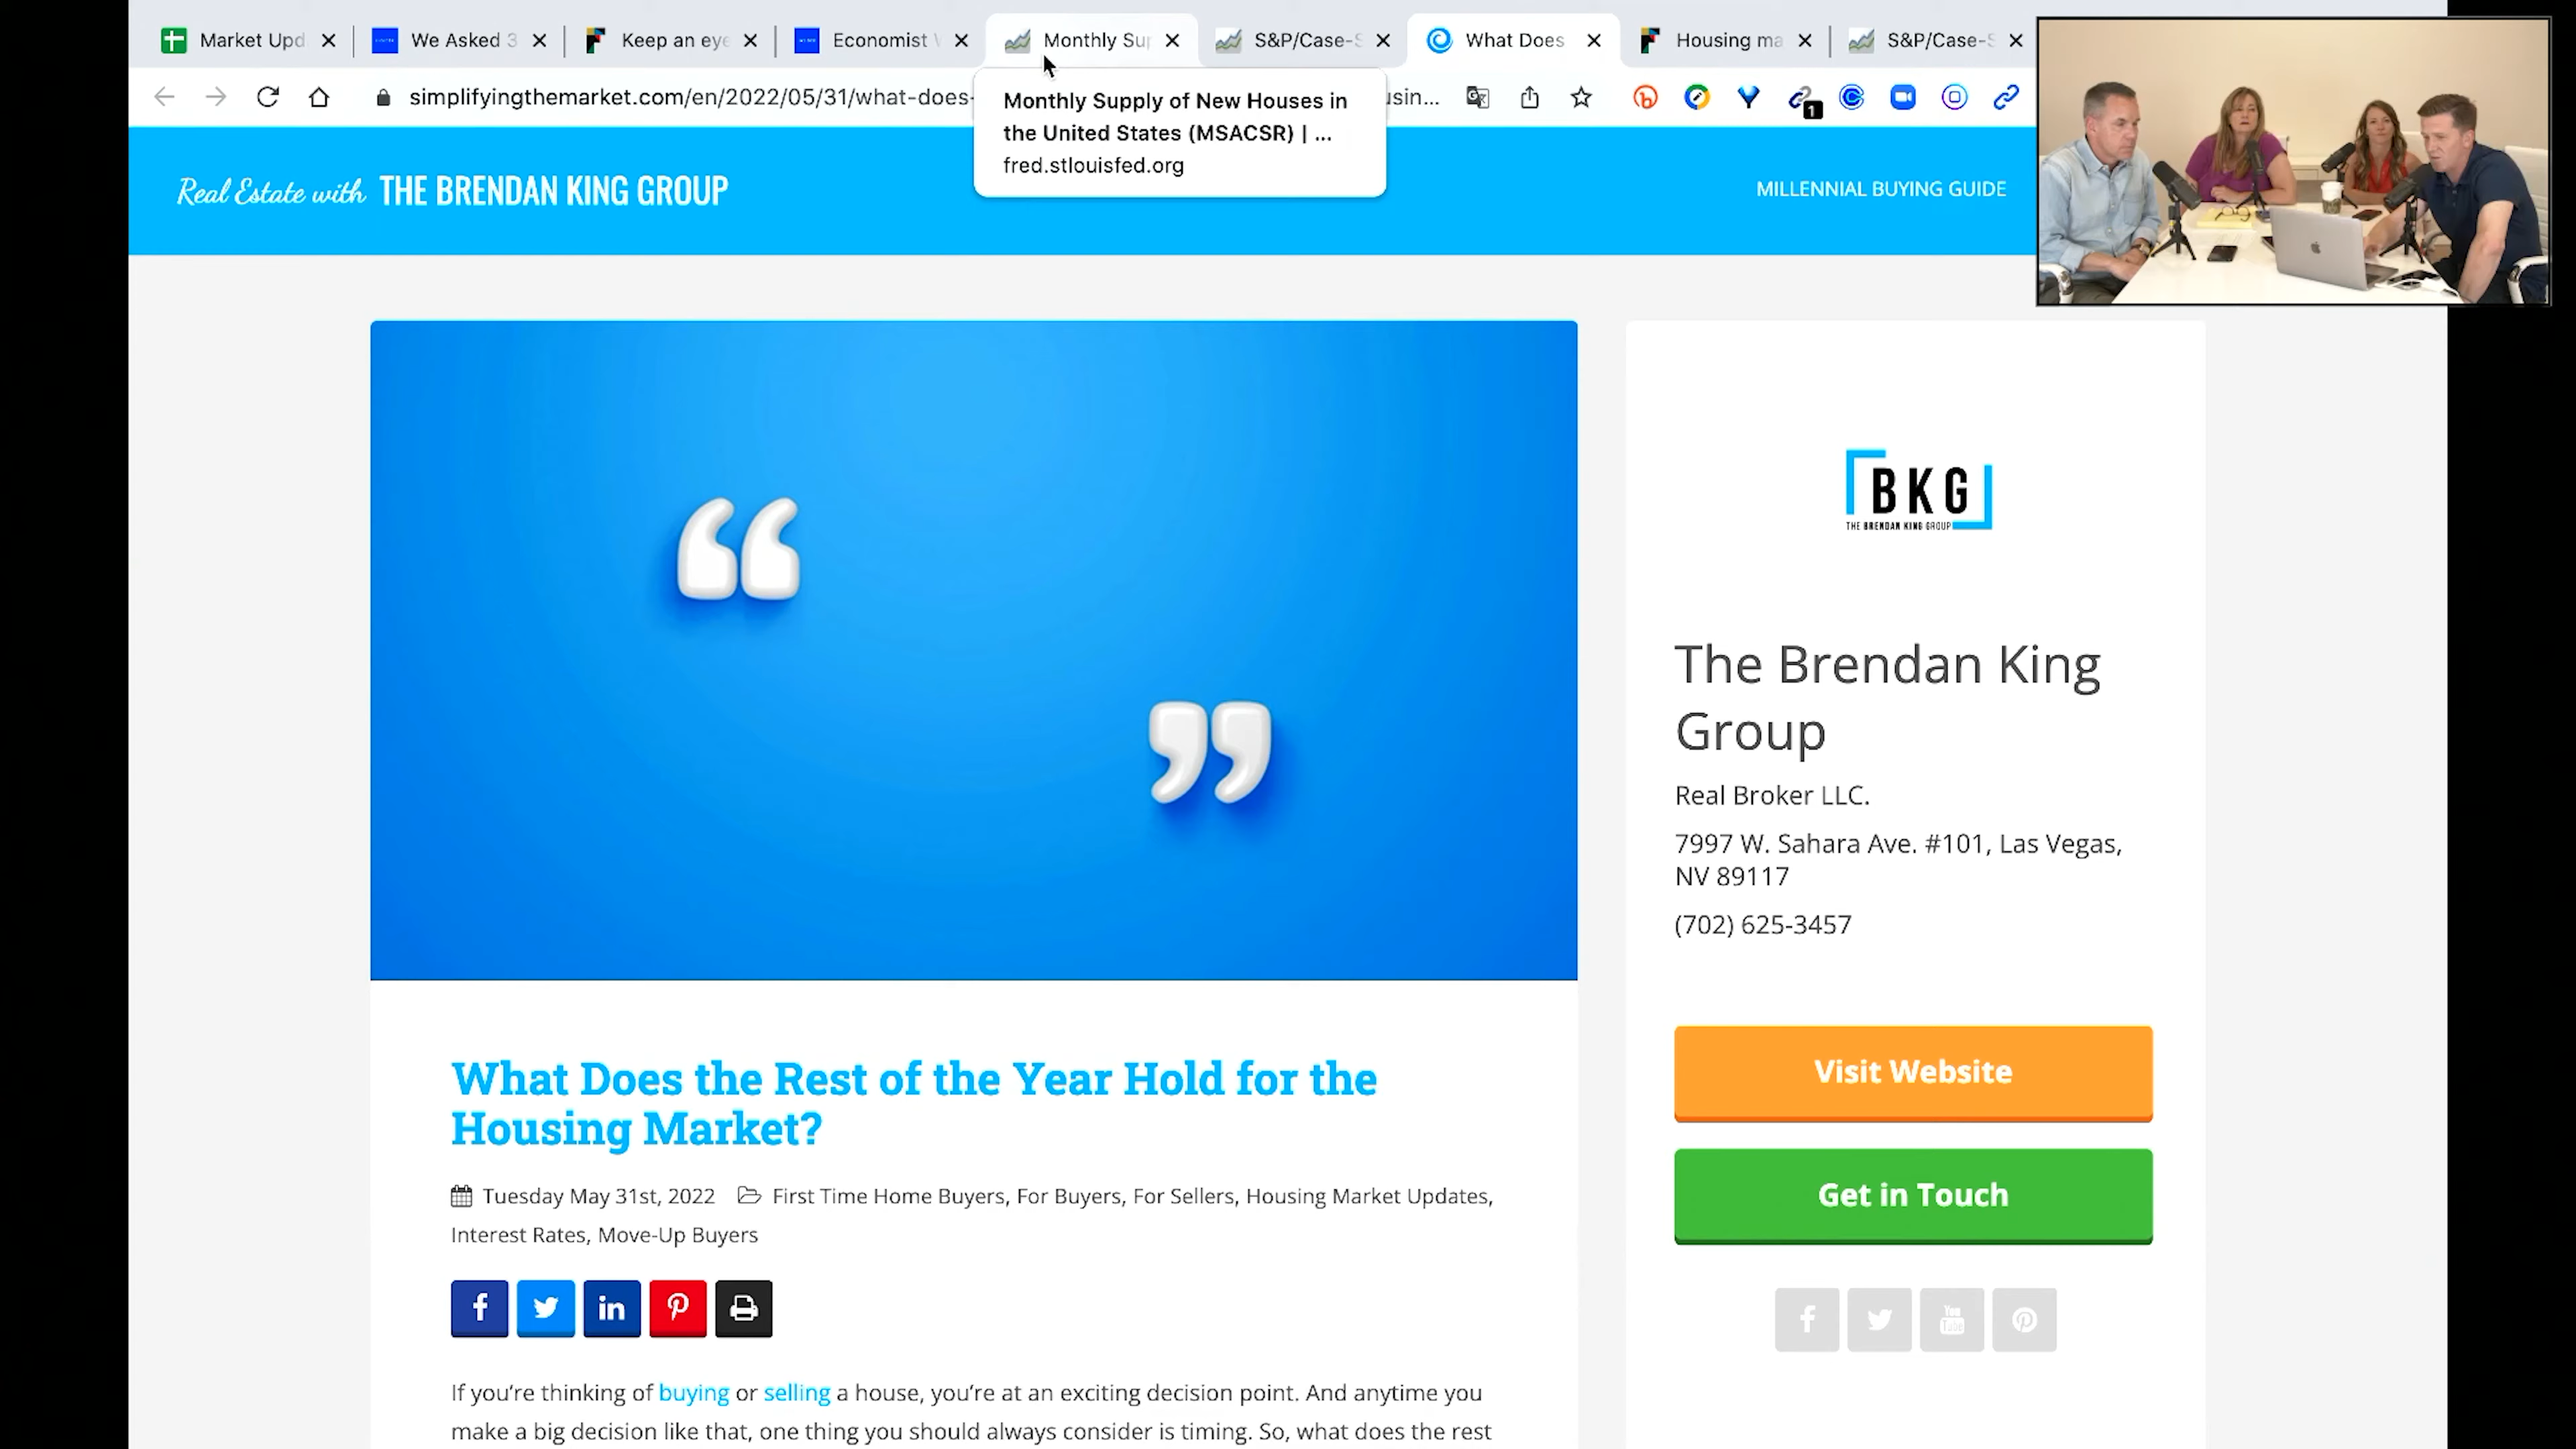 Market Upd
We Asked 3
Keep an eye
Economist
Monthly Sup
S&P/Case-S
What Does
Housing ma
S&P/Case-S
simplifyingthemarket.com/en/2022/05/31/what-does-
usin...
1
Monthly Supply of New Houses in
the United States (MSACSR) | ...
fred.stlouisfed.org
Real Estate with THE BRENDAN KING GROUP
MILLENNIAL BUYING GUIDE
“
”
BKG
THE BRENDAN KING GROUP
The Brendan King
Group
Real Broker LLC.
7997 W. Sahara Ave. #101, Las Vegas,
NV 89117
(702) 625-3457
Visit Website
Get in Touch
You
Tube
What Does the Rest of the Year Hold for the
Housing Market?
Tuesday May 31st, 2022 First Time Home Buyers, For Buyers, For Sellers, Housing Market Updates,
Interest Rates, Move-Up Buyers
If you're thinking of buying or selling a house, you're at an exciting decision point. And anytime you
make a big decision like that, one thing you should always consider is timing. So, what does the rest